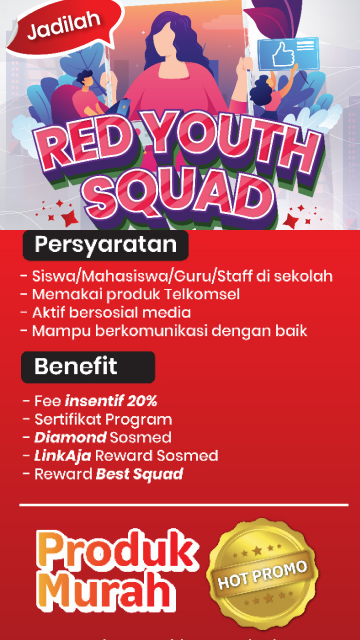 Jadilah
RED YOUTH
SQUAD
Persyaratan
- Siswa/Mahasiswa/Guru/Staff di sekolah
- Memakai produk Telkomsel
- Aktif bersosial media
- Mampu berkomunikasi dengan baik
Benefit
- Fee insentif 20%
- Sertifikat Program
- Diamond Sosmed
- LinkAja Reward Sosmed
- Reward Best Squad
Produk
Murah
HOT PROMO